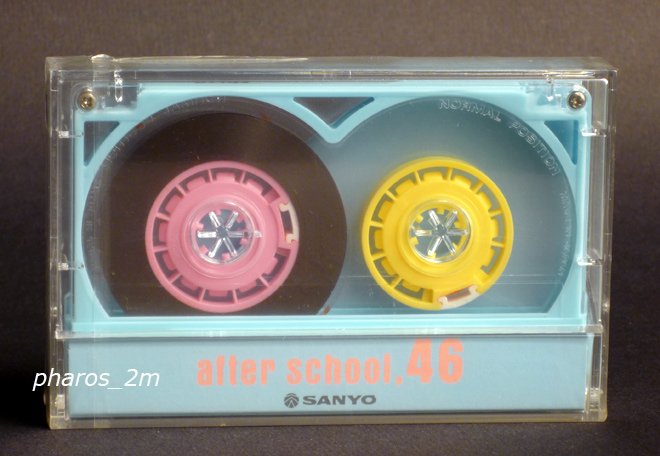 NORMAL POSITION
after school.46
pharos_2m
SANYO